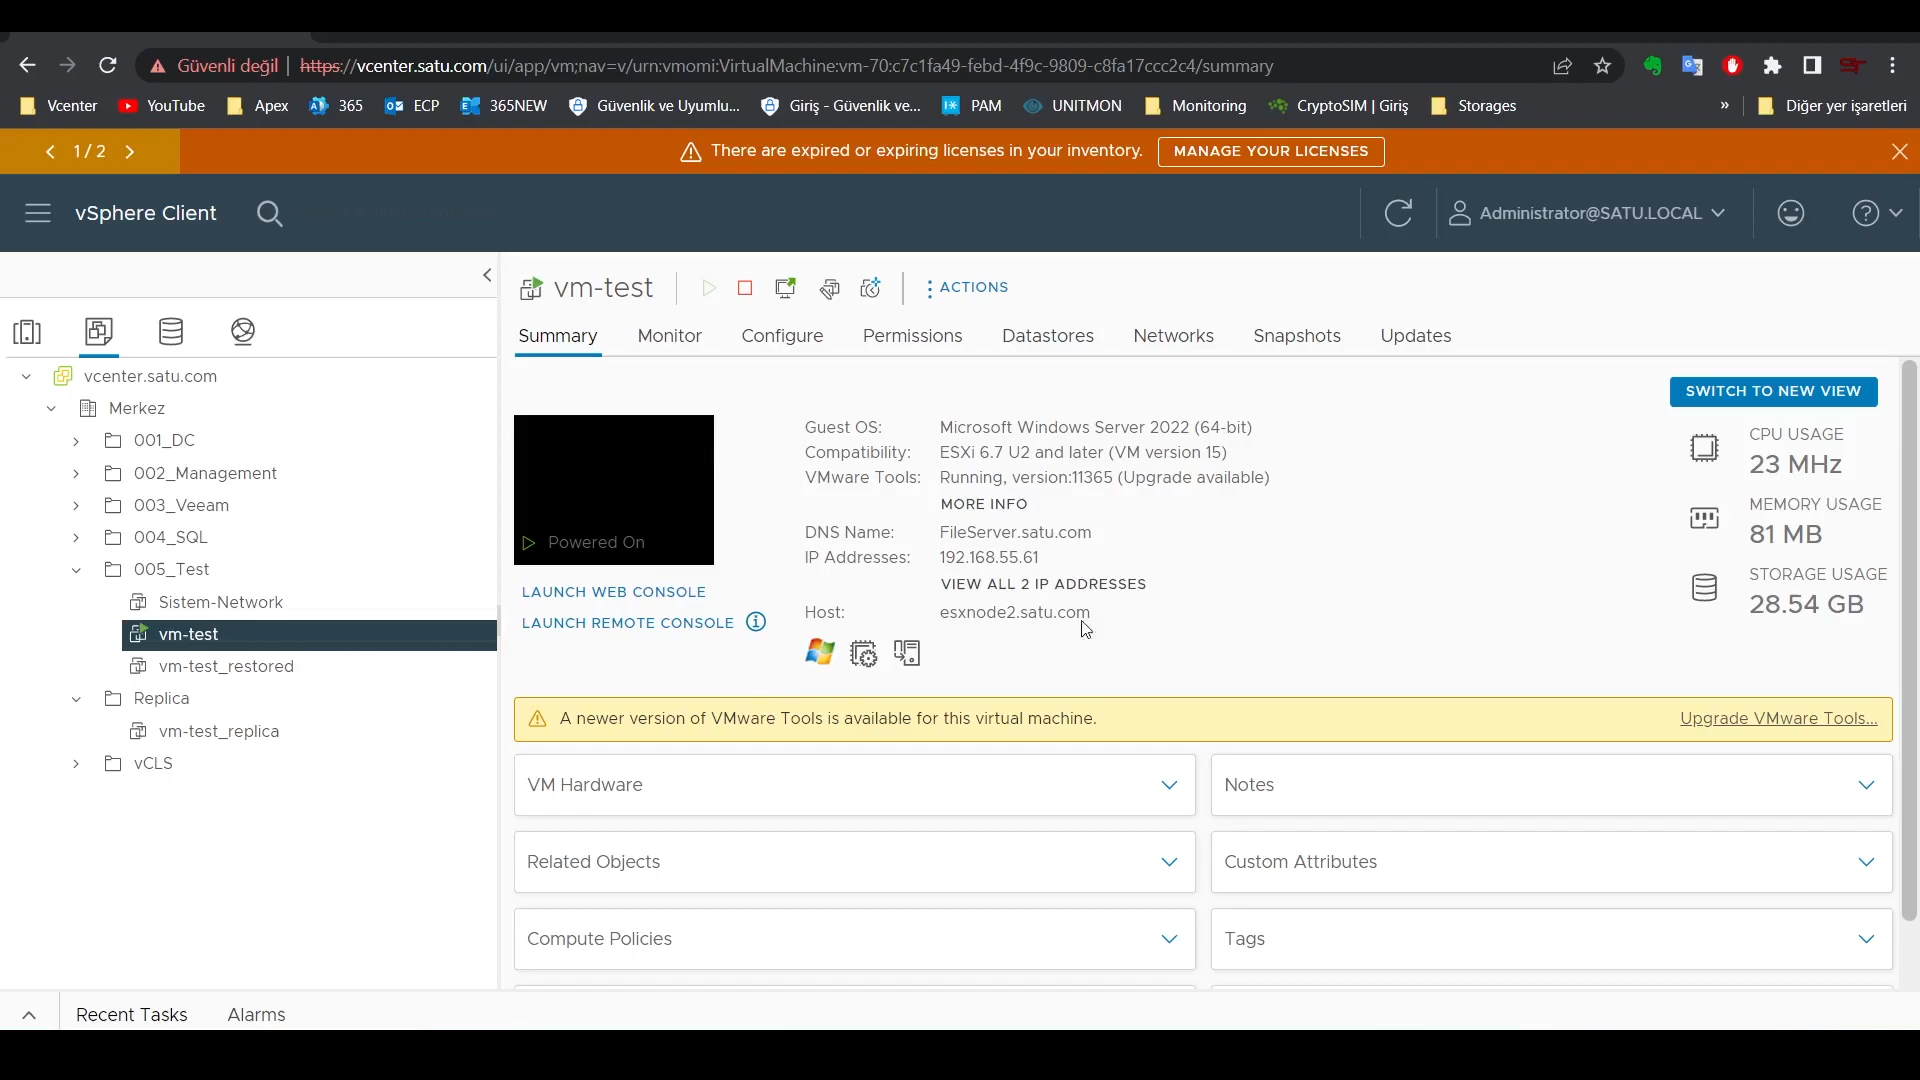 Güvenli değil | https://vcenter.satu.com/ui/app/vm;nav=v/urn:vmomi:VirtualMachine:vm-70:c7c1fa49-febd-4f9c-9809-c8fa17ccc2c4/summary
Vcenter YouTube Apex 365 ECP 365NEW Güvenlik ve Uyumlu... Giriş - Güvenlik ve... PAM UNITMON Monitoring CryptoSIM | Giriş Storages » Diğer yer işaretleri
1 / 2 There are expired or expiring licenses in your inventory. MANAGE YOUR LICENSES
vSphere Client Administrator@SATU.LOCAL
vm-test ACTIONS
Summary Monitor Configure Permissions Datastores Networks Snapshots Updates
vcenter.satu.com
Merkez
001_DC
002_Management
003_Veeam
004_SQL
005_Test
Sistem-Network
vm-test
vm-test_restored
Replica
vm-test_replica
vCLS
SWITCH TO NEW VIEW
Powered On
LAUNCH WEB CONSOLE
LAUNCH REMOTE CONSOLE
Guest OS: Microsoft Windows Server 2022 (64-bit)
Compatibility: ESXi 6.7 U2 and later (VM version 15)
VMware Tools: Running, version:11365 (Upgrade available)
MORE INFO
DNS Name: FileServer.satu.com
IP Addresses: 192.168.55.61
VIEW ALL 2 IP ADDRESSES
Host: esxnode2.satu.com
CPU USAGE
23 MHz
MEMORY USAGE
81 MB
STORAGE USAGE
28.54 GB
A newer version of VMware Tools is available for this virtual machine. Upgrade VMware Tools...
VM Hardware
Notes
Related Objects
Custom Attributes
Compute Policies
Tags
Recent Tasks Alarms